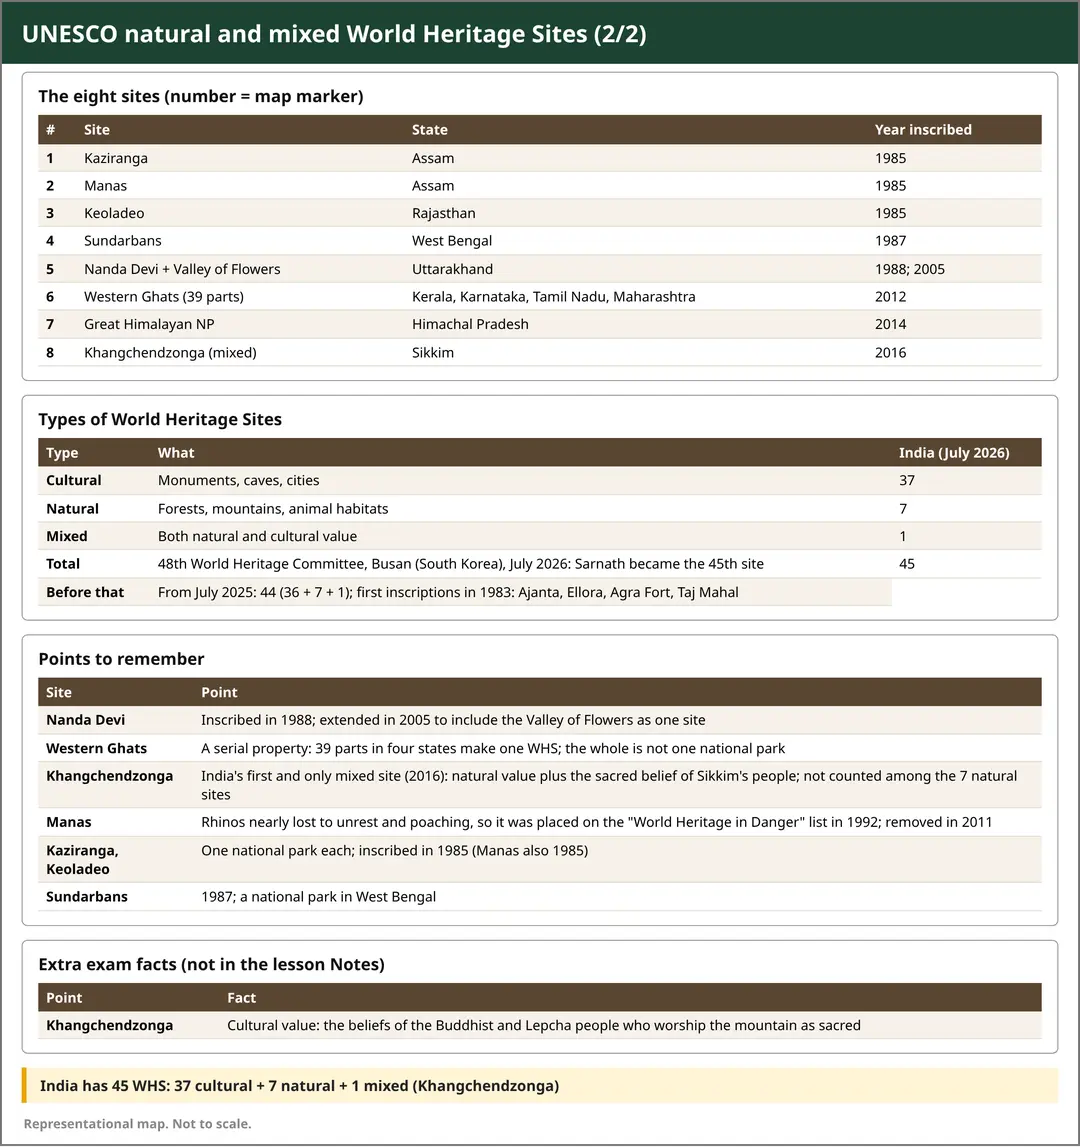 UNESCO natural and mixed World Heritage Sites (2/2)
The eight sites (number = map marker)
# Site State Year inscribed
1 Kaziranga Assam 1985
2 Manas Assam 1985
3 Keoladeo Rajasthan 1985
4 Sundarbans West Bengal 1987
5 Nanda Devi + Valley of Flowers Uttarakhand 1988; 2005
6 Western Ghats (39 parts) Kerala, Karnataka, Tamil Nadu, Maharashtra 2012
7 Great Himalayan NP Himachal Pradesh 2014
8 Khangchendzonga (mixed) Sikkim 2016
Types of World Heritage Sites
Type What India (July 2026)
Cultural Monuments, caves, cities 37
Natural Forests, mountains, animal habitats 7
Mixed Both natural and cultural value 1
Total 48th World Heritage Committee, Busan (South Korea), July 2026: Sarnath became the 45th site 45
Before that From July 2025: 44 (36 + 7 + 1); first inscriptions in 1983: Ajanta, Ellora, Agra Fort, Taj Mahal
Points to remember
Site Point
Nanda Devi Inscribed in 1988; extended in 2005 to include the Valley of Flowers as one site
Western Ghats A serial property: 39 parts in four states make one WHS; the whole is not one national park
Khangchendzonga India's first and only mixed site (2016): natural value plus the sacred belief of Sikkim's people; not counted among the 7 natural
sites
Manas Rhinos nearly lost to unrest and poaching, so it was placed on the "World Heritage in Danger" list in 1992; removed in 2011
Kaziranga, One national park each; inscribed in 1985 (Manas also 1985)
Keoladeo
Sundarbans 1987; a national park in West Bengal
Extra exam facts (not in the lesson Notes)
Point Fact
Khangchendzonga Cultural value: the beliefs of the Buddhist and Lepcha people who worship the mountain as sacred
India has 45 WHS: 37 cultural + 7 natural + 1 mixed (Khangchendzonga)
Representational map. Not to scale.